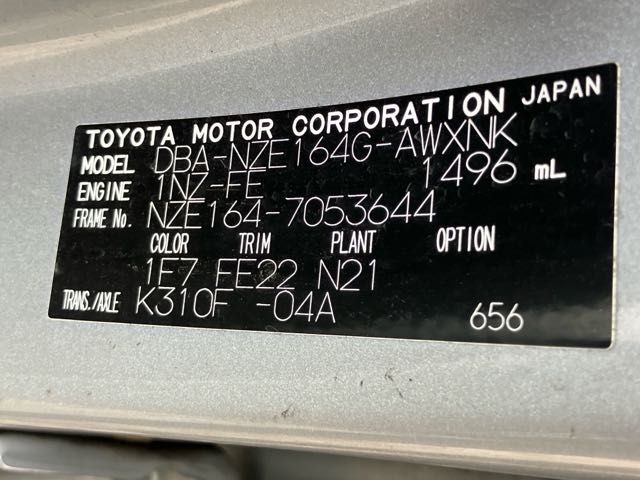 TOYOTA MOTOR CORPORATION JAPAN
MODEL DBA-NZE164G-AWXNK
ENGINE 1NZ-FE 1496 mL
FRAME No. NZE164-7053644
COLOR TRIM PLANT OPTION
1F7 FE22 N21
TRANS./AXLE K310F -04A
656